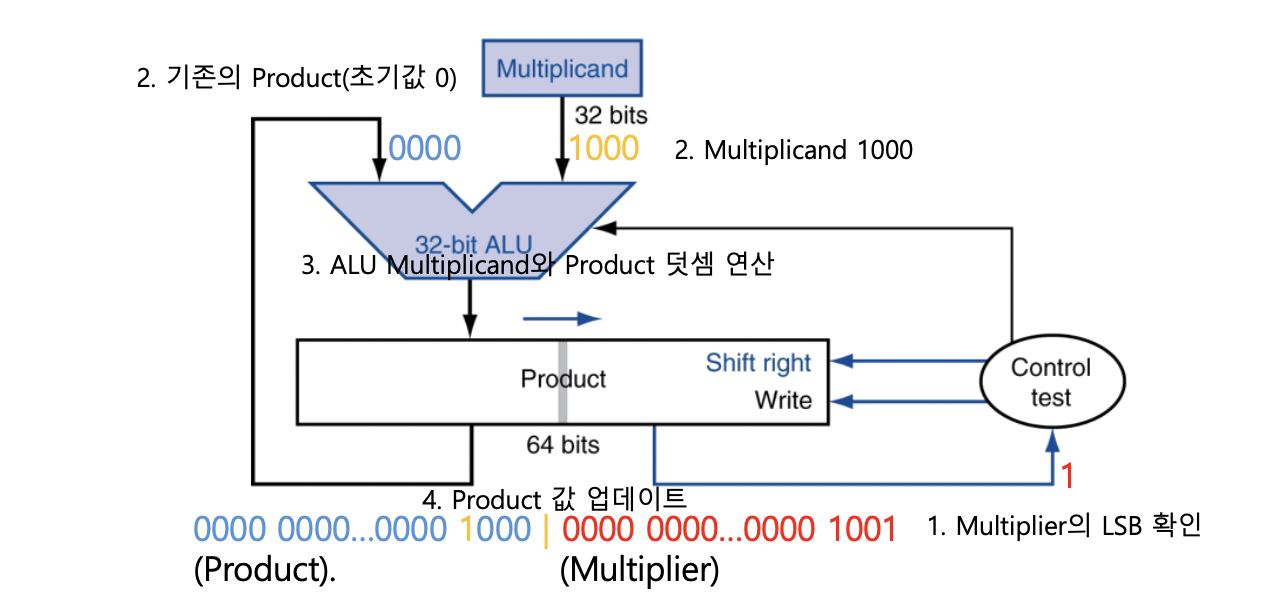 Multiplicand
2. 기존의 Product(초기값 0)
32 bits
0000
1000
2. Multiplicand 1000
32-bit ALU
3. ALU Multiplicand와 Product 덧셈 연산
Shift right
Product
Write
Control
test
64 bits
1
4. Product 값 업데이트
0000 0000...0000 1000 | 0000 0000...0000 1001
1. Multiplier의 LSB 확인
(Product).
(Multiplier)